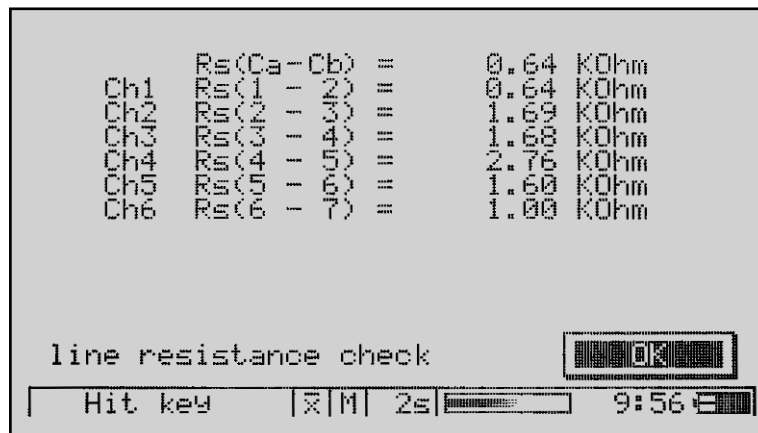 Rs(Ca-Cb) = 0.64 KOhm
Ch1 Rs(1 - 2) = 0.64 KOhm
Ch2 Rs(2 - 3) = 1.69 KOhm
Ch3 Rs(3 - 4) = 1.68 KOhm
Ch4 Rs(4 - 5) = 2.76 KOhm
Ch5 Rs(5 - 6) = 1.60 KOhm
Ch6 Rs(6 - 7) = 1.00 KOhm
line resistance check OK
Hit key x̅ M 2s 9:56